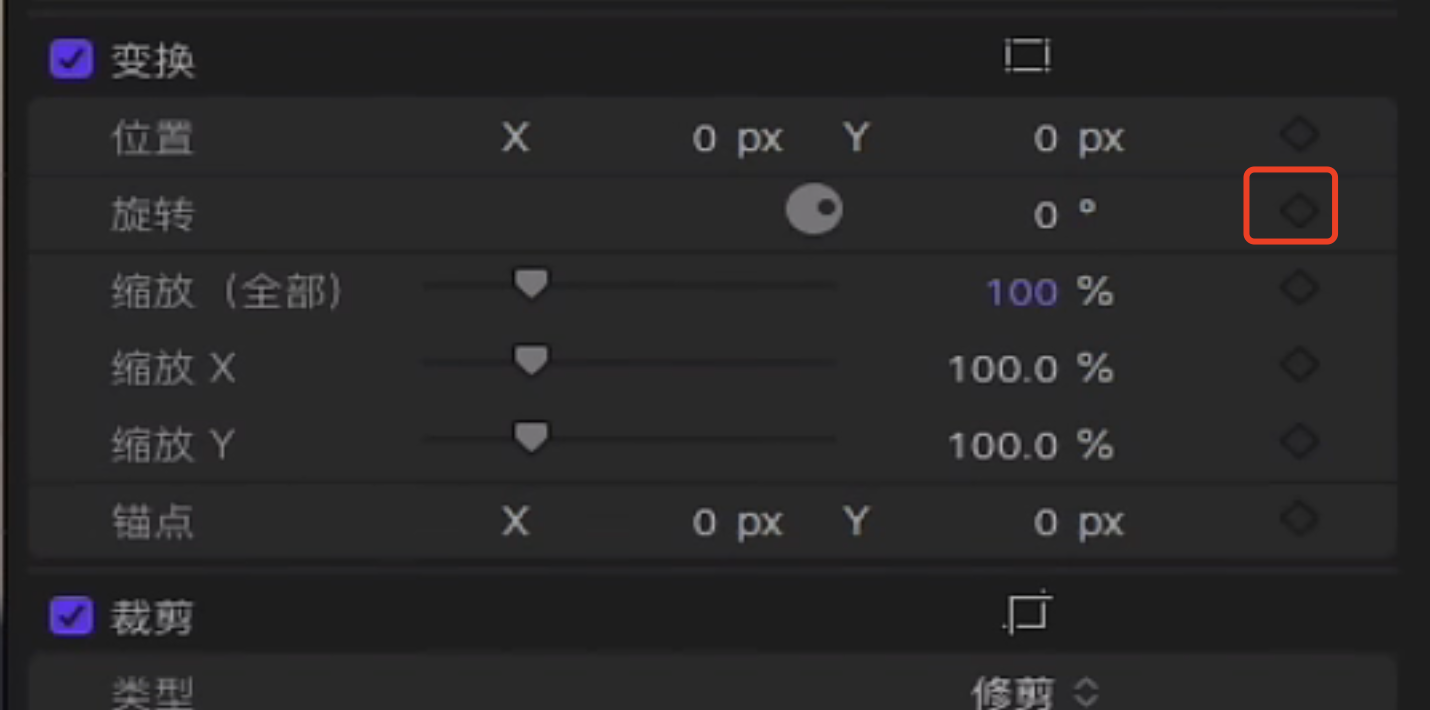 变换
位置 X 0 px Y 0 px
旋转 0 °
缩放（全部） 100 %
缩放 X 100.0 %
缩放 Y 100.0 %
锚点 X 0 px Y 0 px
裁剪
类型 修剪